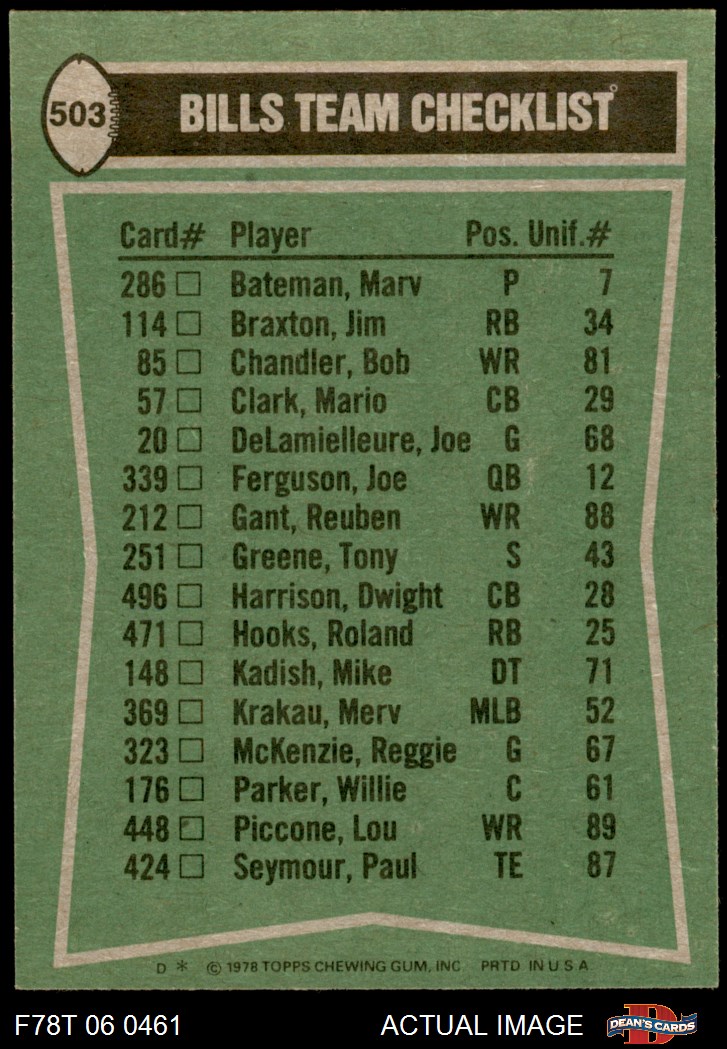 503
BILLS TEAM CHECKLIST
Card# Player Pos. Unif.#
286 Bateman, Marv P 7
114 Braxton, Jim RB 34
85 Chandler, Bob WR 81
57 Clark, Mario CB 29
20 DeLamielleure, Joe G 68
339 Ferguson, Joe QB 12
212 Gant, Reuben WR 88
251 Greene, Tony S 43
496 Harrison, Dwight CB 28
471 Hooks, Roland RB 25
148 Kadish, Mike DT 71
369 Krakau, Merv MLB 52
323 McKenzie, Reggie G 67
176 Parker, Willie C 61
448 Piccone, Lou WR 89
424 Seymour, Paul TE 87
D * © 1978 TOPPS CHEWING GUM, INC PRTD IN U S A
F78T 06 0461 ACTUAL IMAGE DEAN'S CARDS